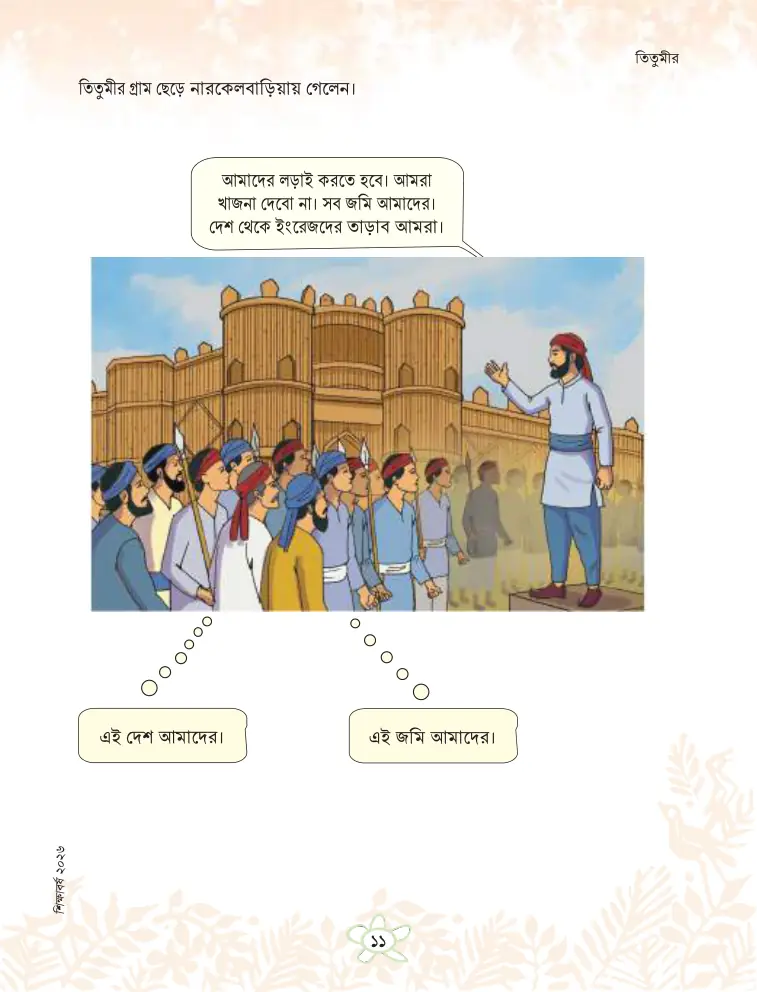 তিতুমীর
তিতুমীর গ্রাম ছেড়ে নারকেলবাড়িয়ায় গেলেন।
আমাদের লড়াই করতে হবে। আমরা
খাজনা দেবো না। সব জমি আমাদের।
দেশ থেকে ইংরেজদের তাড়াব আমরা।
এই দেশ আমাদের।
এই জমি আমাদের।
শিক্ষাবর্ষ ২০২৬
১১